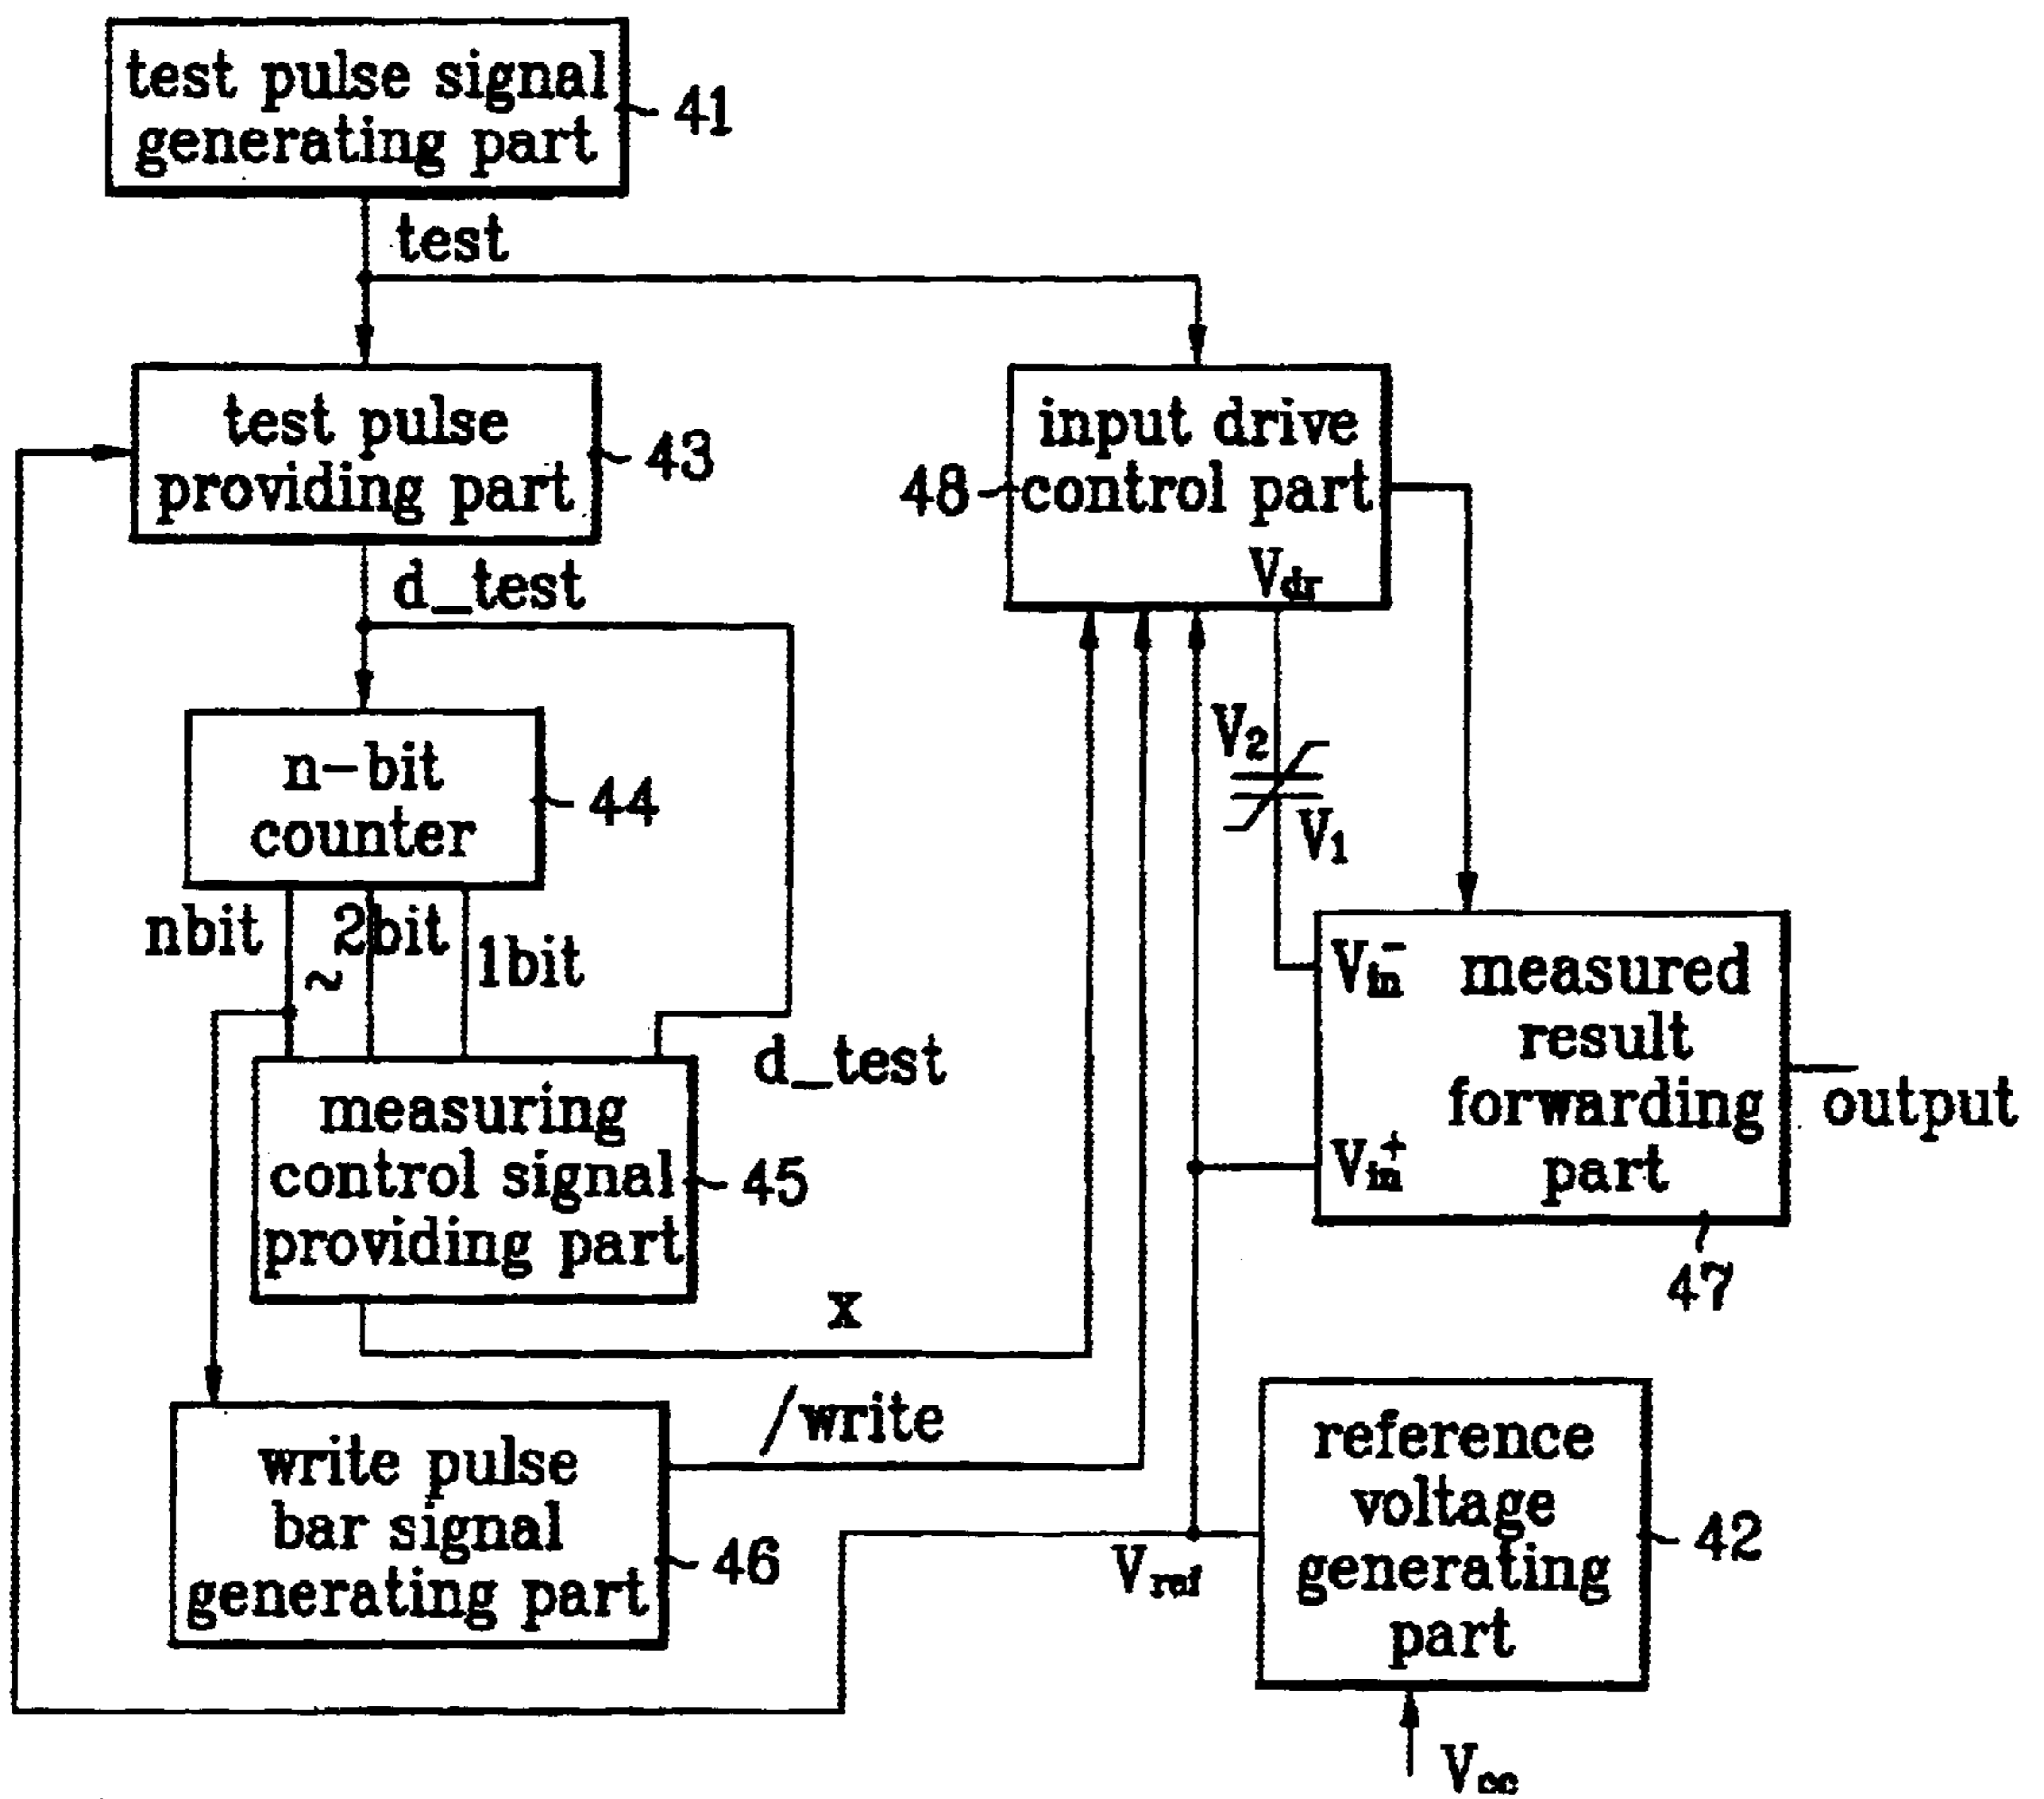 test pulse signal
generating part
41
test
test pulse
providing part
43
input drive
control part
48
Vdr
d_test
n-bit
counter
44
V2
V1
nbit
~
2bit
1bit
d_test
Vin-
measured
result
forwarding
part
Vin+
output
47
measuring
control signal
providing part
45
x
/write
write pulse
bar signal
generating part
46
Vref
reference
voltage
generating
part
42
Vcc